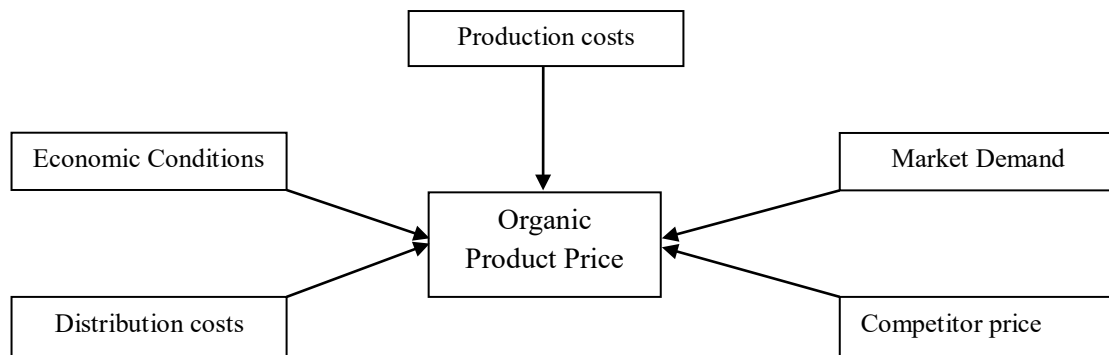 Production costs
Economic Conditions
Market Demand
Organic
Product Price
Distribution costs
Competitor price